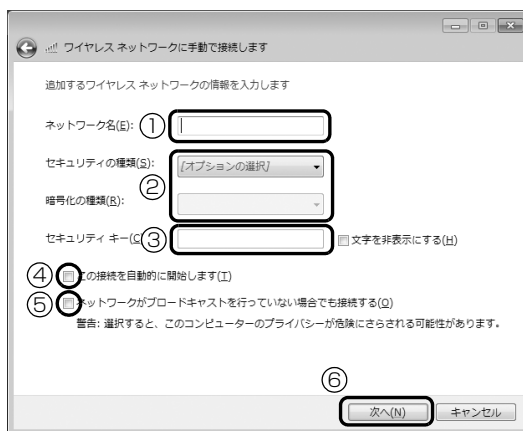 ワイヤレス ネットワークに手動で接続します
追加するワイヤレス ネットワークの情報を入力します
ネットワーク名(E): ①
セキュリティの種類(S): [オプションの選択]
②
暗号化の種類(R):
セキュリティ キー(C ③ 文字を非表示にする(H)
④ この接続を自動的に開始します(T)
⑤ ネットワークがブロードキャストを行っていない場合でも接続する(O)
警告: 選択すると、このコンピューターのプライバシーが危険にさらされる可能性があります。
⑥
次へ(N) キャンセル